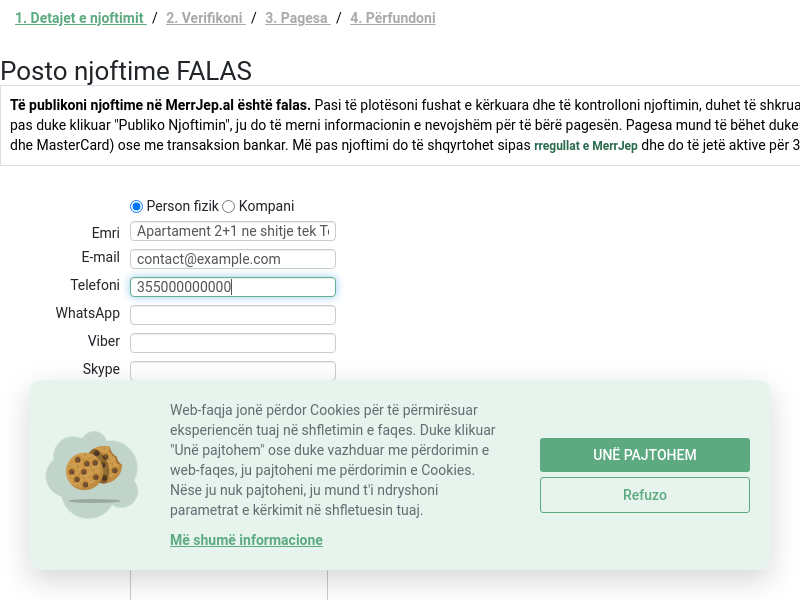 1. Detajet e njoftimit / 2. Verifikoni / 3. Pagesa / 4. Përfundoni
Posto njoftime FALAS
Të publikoni njoftime në MerrJep.al është falas. Pasi të plotësoni fushat e kërkuara dhe të kontrolloni njoftimin, duhet të shkrua
pas duke klikuar "Publiko Njoftimin", ju do të merni informacionin e nevojshëm për të bërë pagesën. Pagesa mund të bëhet duke
dhe MasterCard) ose me transaksion bankar. Më pas njoftimi do të shqyrtohet sipas rregullat e MerrJep dhe do të jetë aktive për 3
Person fizik Kompani
Emri Apartament 2+1 ne shitje tek T
E-mail contact@example.com
Telefoni 355000000000
WhatsApp
Viber
Skype
Web-faqja jonë përdor Cookies për të përmirësuar
eksperiencën tuaj në shfletimin e faqes. Duke klikuar
"Unë pajtohem" ose duke vazhduar me përdorimin e
web-faqes, ju pajtoheni me përdorimin e Cookies.
Nëse ju nuk pajtoheni, ju mund t'i ndryshoni
parametrat e kërkimit në shfletuesin tuaj.
Më shumë informacione
UNË PAJTOHEM
Refuzo